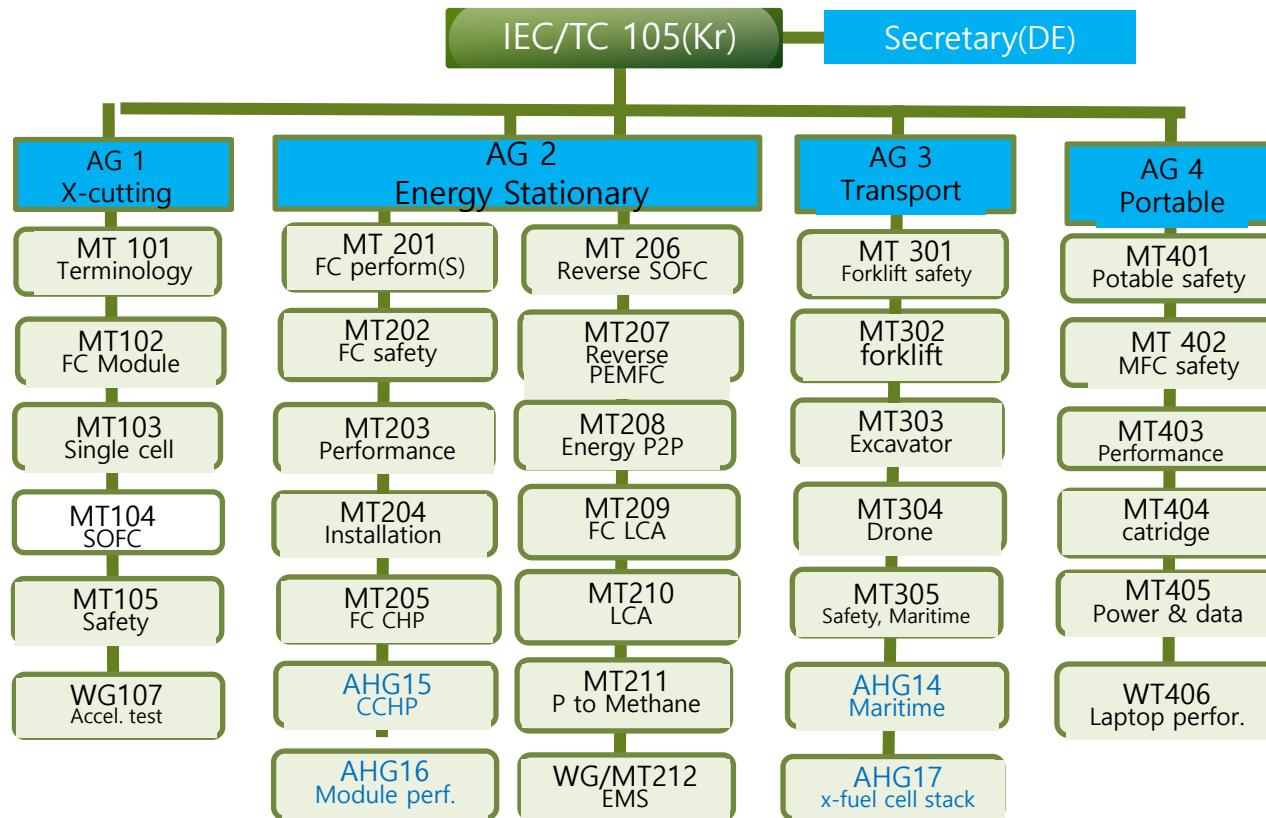 IEC/TC 105(Kr)
Secretary(DE)
AG 1
X-cutting
MT 101
Terminology
MT102
FC Module
MT103
Single cell
MT104
SOFC
MT105
Safety
WG107
Accel. test
AG 2
Energy Stationary
MT 201
FC perform(S)
MT202
FC safety
MT203
Performance
MT204
Installation
MT205
FC CHP
AHG15
CCHP
AHG16
Module perf.
MT 206
Reverse SOFC
MT207
Reverse
PEMFC
MT208
Energy P2P
MT209
FC LCA
MT210
LCA
MT211
P to Methane
WG/MT212
EMS
AG 3
Transport
MT 301
Forklift safety
MT302
forklift
MT303
Excavator
MT304
Drone
MT305
Safety, Maritime
AHG14
Maritime
AHG17
x-fuel cell stack
AG 4
Portable
MT401
Potable safety
MT 402
MFC safety
MT403
Performance
MT404
catridge
MT405
Power & data
WT406
Laptop perfor.